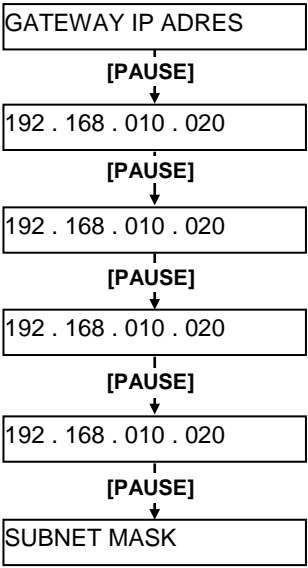 GATEWAY IP ADRES
[PAUSE]
192 . 168 . 010 . 020
[PAUSE]
192 . 168 . 010 . 020
[PAUSE]
192 . 168 . 010 . 020
[PAUSE]
192 . 168 . 010 . 020
[PAUSE]
SUBNET MASK